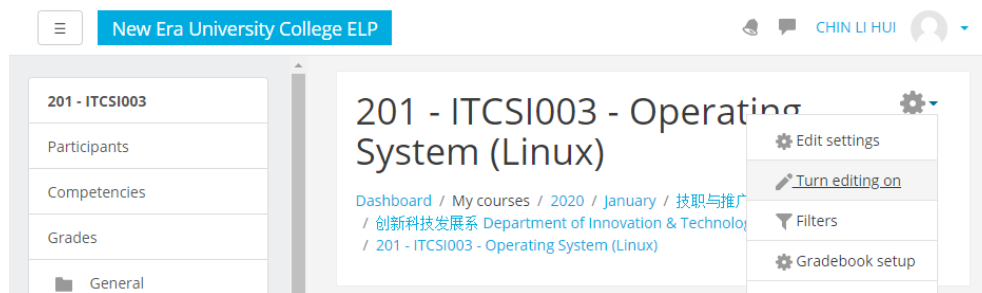 New Era University College ELP
CHIN LI HUI
201 - ITCSI003
Participants
Competencies
Grades
General
201 - ITCSI003 - Operating
System (Linux)
Dashboard / My courses / 2020 / January / 技职与推广
/ 创新科技发展系 Department of Innovation & Technolog
/ 201 - ITCSI003 - Operating System (Linux)
Edit settings
Turn editing on
Filters
Gradebook setup